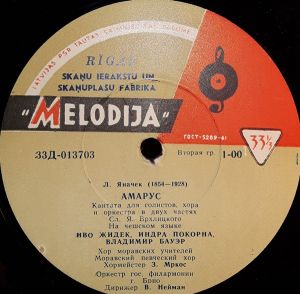 LATVIJAS PSR TAUTAS SAIMNIECĪBAS PADOME
RĪGAS
SKAŅU IERAKSTU UN
SKAŅUPLAŠU FABRIKA
"MELODIJA"
ГОСТ-5289-61
33⅓
33Д-013703
Вторая гр.
1-00
Л. Яначек (1854—1928)
АМАРУС
Кантата для солистов, хора
и оркестра в двух частях
Сл. Я. Врхлицкого
На чешском языке
ИВО ЖИДЕК, ИНДРА ПОКОРНА,
ВЛАДИМИР БАУЭР
Хор моравских учителей
Моравский певческий хор
Хормейстер З. Мркос
Оркестр гос. филармонии
г. Брно
Дирижер В. Нейман